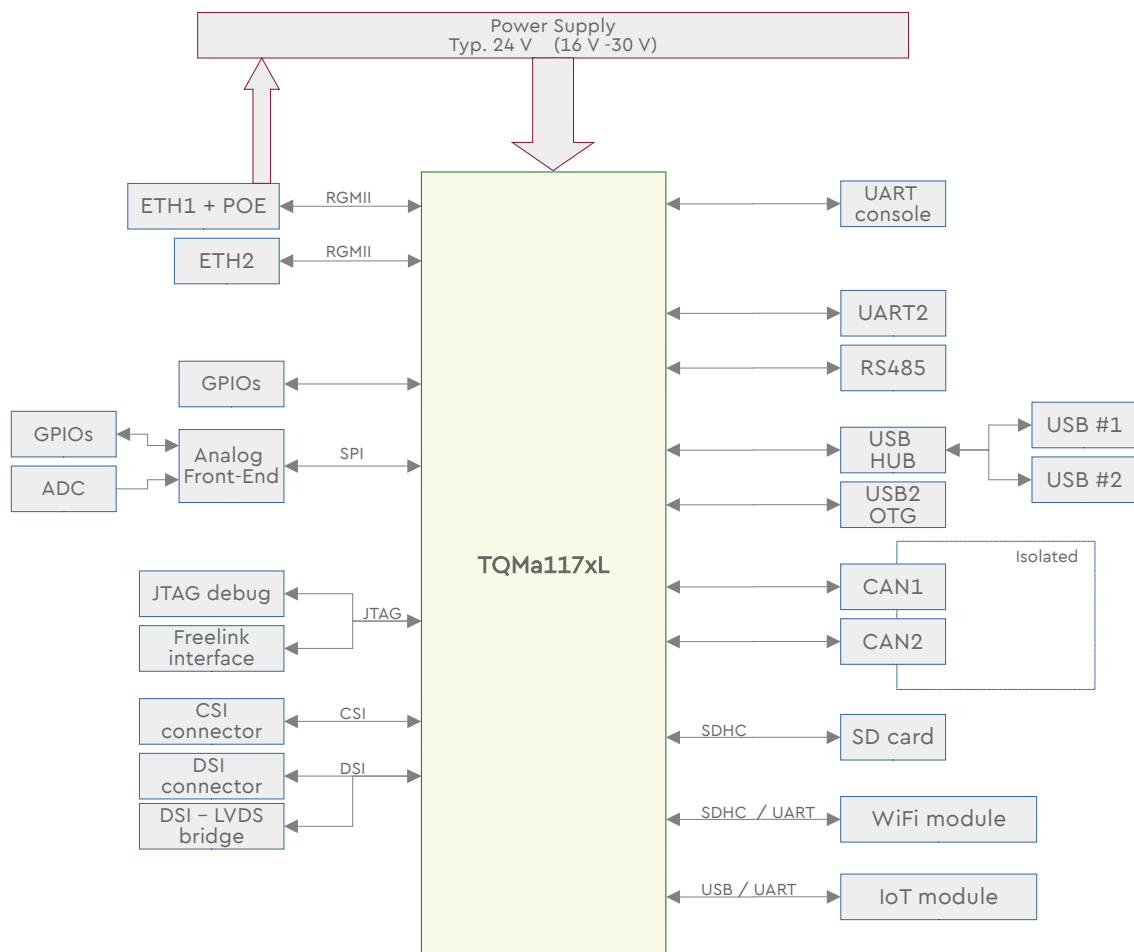 Power Supply
Typ. 24 V (16 V -30 V)
ETH1 + POE
RGMII
ETH2
RGMII
GPIOs
GPIOs
ADC
Analog
Front-End
SPI
JTAG debug
Freelink
interface
JTAG
CSI
connector
CSI
DSI
connector
DSI
DSI – LVDS
bridge
TQMa117xL
UART
console
UART2
RS485
USB
HUB
USB #1
USB #2
USB2
OTG
Isolated
CAN1
CAN2
SDHC
SD card
SDHC / UART
WiFi module
USB / UART
IoT module